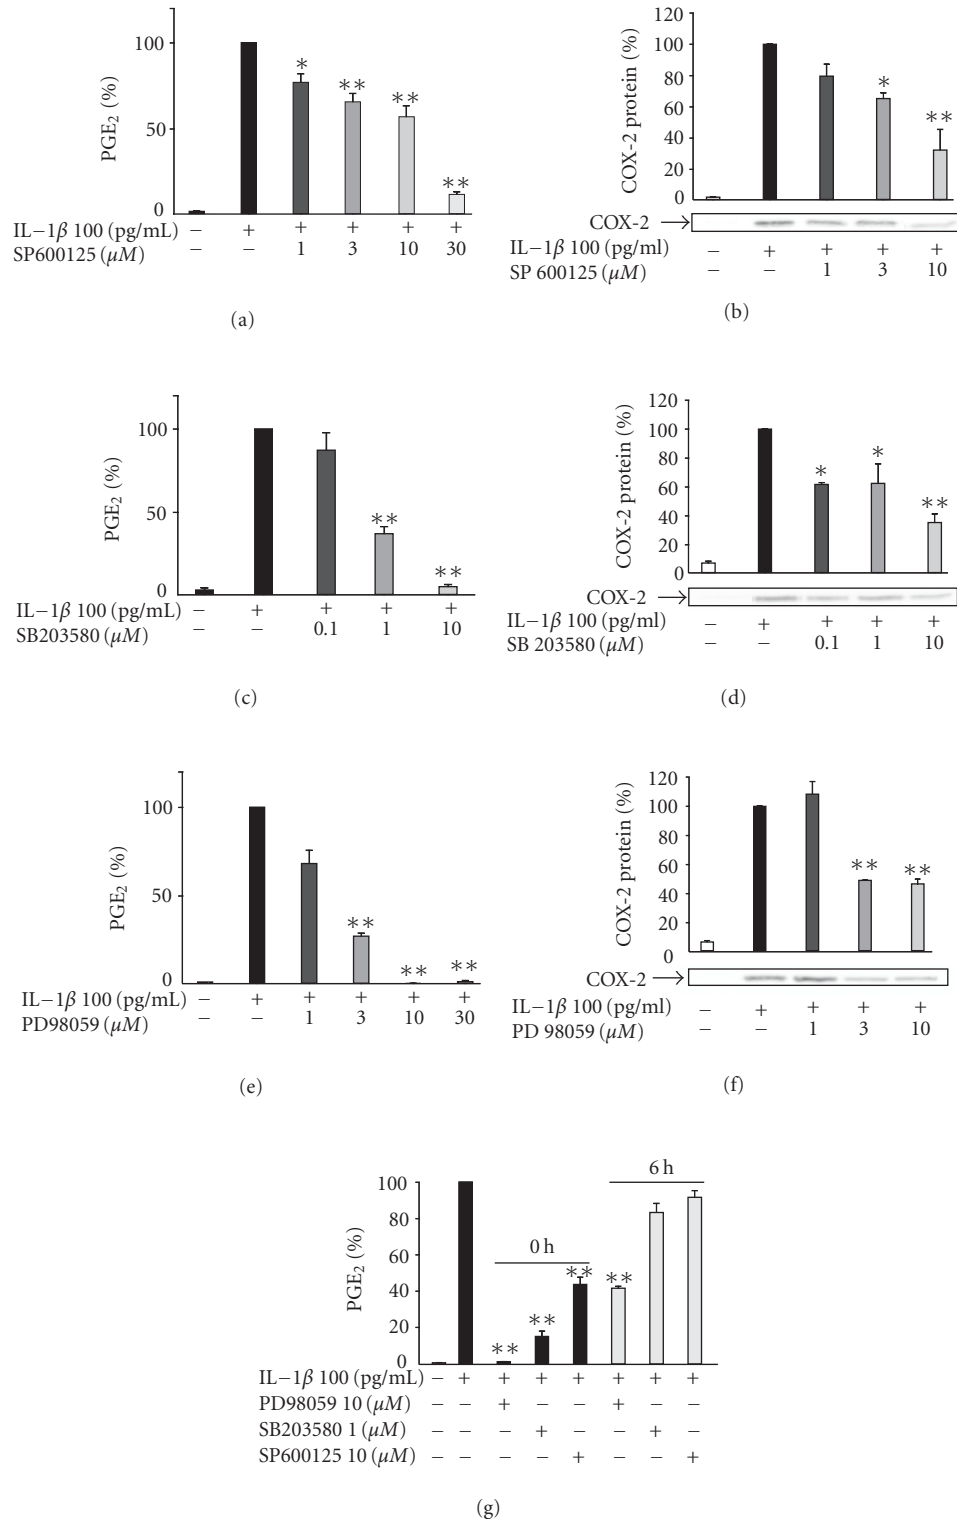 100
50
0
PGE2 (%)
*
**
**
**
IL−1β 100 (pg/mL) − + + + + +
SP600125 (μM) − − 1 3 10 30
(a)
120
100
80
60
40
20
0
COX-2 protein (%)
*
**
COX-2
IL−1β 100 (pg/ml) − + + + +
SP 600125 (μM) − − 1 3 10
(b)
100
50
0
PGE2 (%)
**
**
IL−1β 100 (pg/mL) − + + + +
SB203580 (μM) − − 0.1 1 10
(c)
120
100
80
60
40
20
0
COX-2 protein (%)
*
*
**
COX-2
IL−1β 100 (pg/ml) − + + + +
SB 203580 (μM) − − 0.1 1 10
(d)
100
50
0
PGE2 (%)
**
**
**
IL−1β 100 (pg/mL) − + + + + +
PD98059 (μM) − − 1 3 10 30
(e)
120
100
80
60
40
20
0
COX-2 protein (%)
**
**
COX-2
IL−1β 100 (pg/ml) − + + + +
PD 98059 (μM) − − 1 3 10
(f)
6 h
0 h
100
80
60
40
20
0
PGE2 (%)
**
**
**
**
IL−1β 100 (pg/mL) − + + + + + + +
PD98059 10 (μM) − − + − − + − −
SB203580 1 (μM) − − − + − − + −
SP600125 10 (μM) − − − − + − − +
(g)